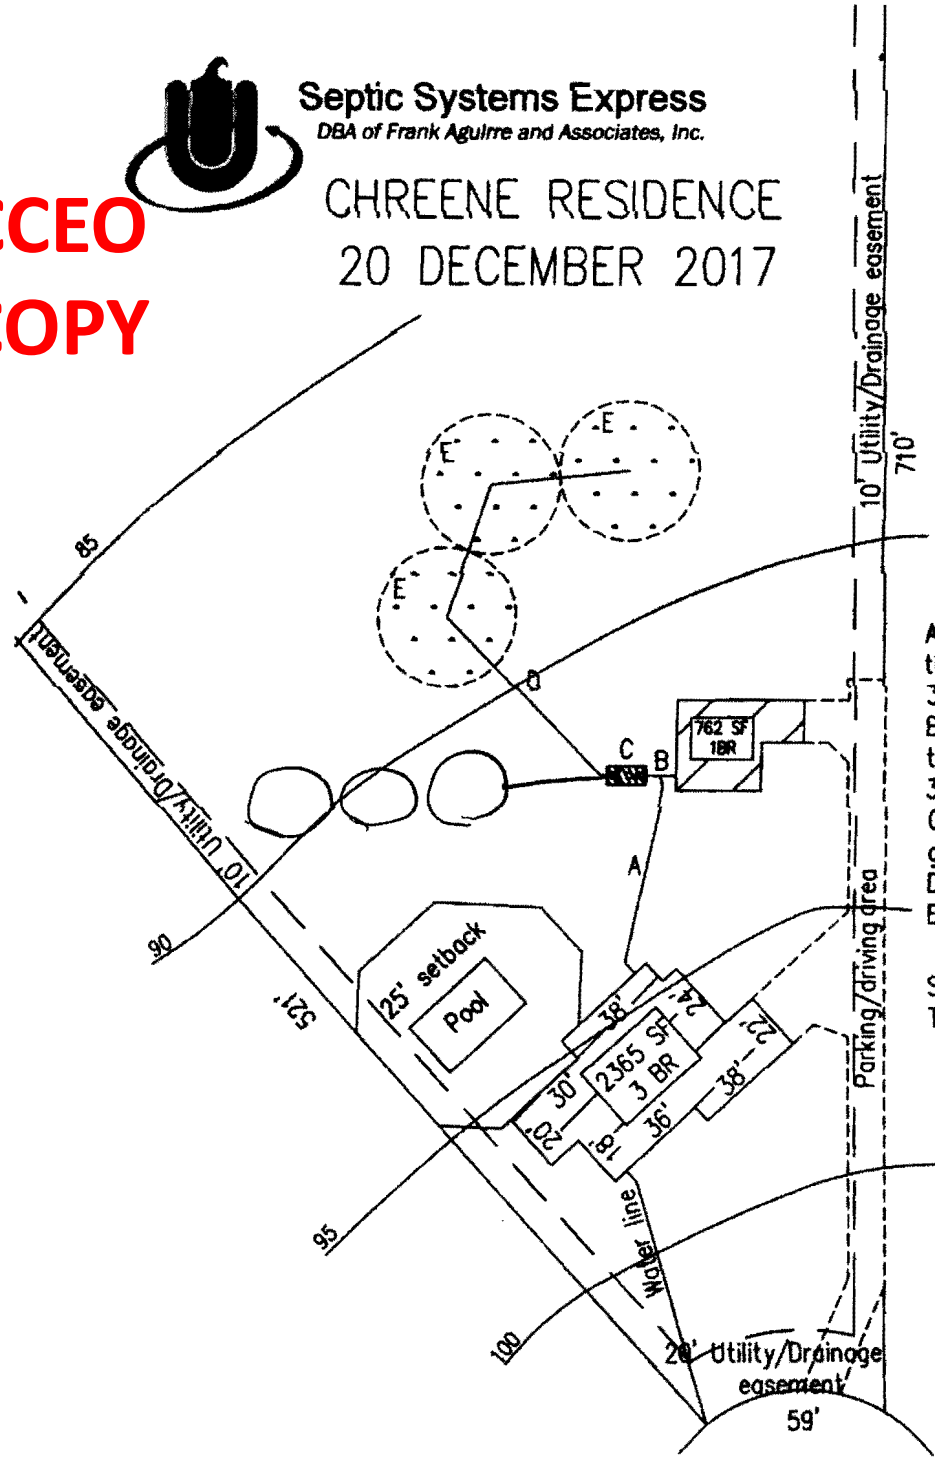 Septic Systems Express
DBA of Frank Aguirre and Associates, Inc.
CCEO
COPY
CHREENE RESIDENCE
20 DECEMBER 2017
10' Utility/Drainage easement
710'
E
E
E
85
10' Utility/Drainage easement
D
762 SF
1BR
C
B
A
90
521'
25' setback
Pool
Parking/driving area
38'
24'
22'
2365 SF
3 BR
30'
20'
18'
36'
38'
95
Water line
100
20' Utility/Drainage
easement
59'